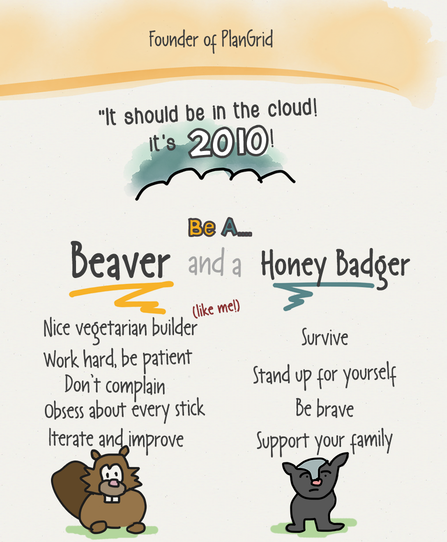 Founder of PlanGrid
"It should be in the cloud!
it's 2010!
Be A...
Beaver and a Honey Badger
(like me!)
Nice vegetarian builder
Work hard, be patient
Don't complain
Obsess about every stick
Iterate and improve
Survive
Stand up for yourself
Be brave
Support your family